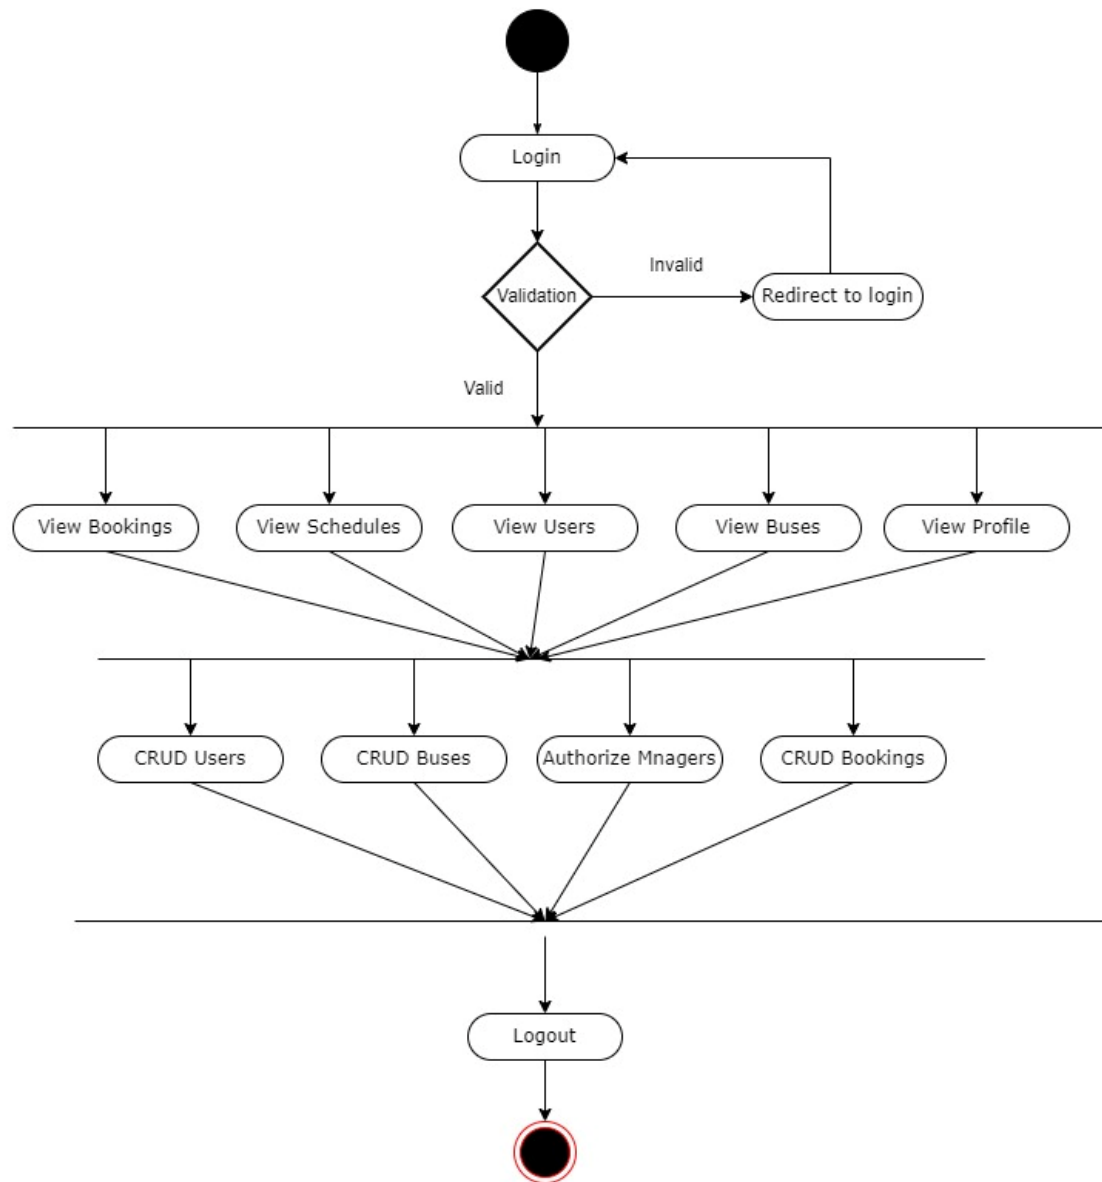 Login
Validation
Invalid
Redirect to login
Valid
View Bookings
View Schedules
View Users
View Buses
View Profile
CRUD Users
CRUD Buses
Authorize Mnagers
CRUD Bookings
Logout